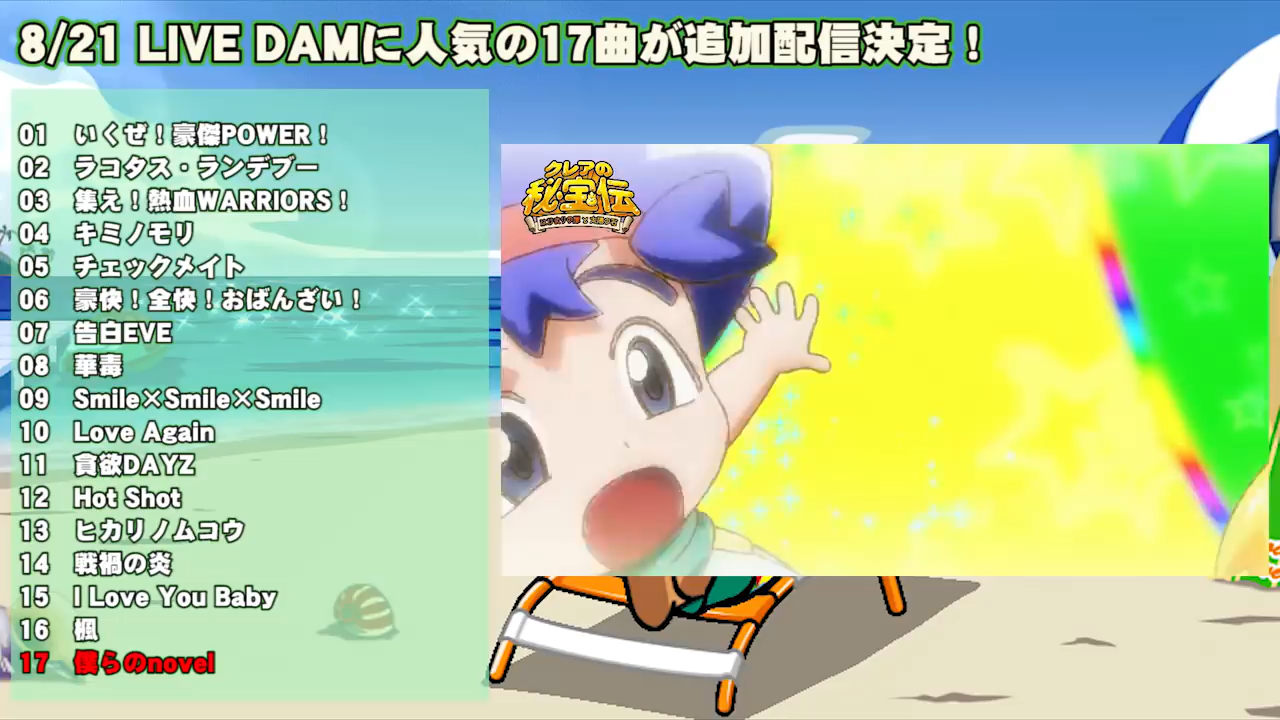 8/21 LIVE DAMに人気の17曲が追加配信決定！
01 いくぜ！豪傑POWER！
02 ラコタス・ランデブー
03 集え！熱血WARRIORS！
04 キミノモリ
05 チェックメイト
06 豪快！全快！おばんざい！
07 告白EVE
08 華毒
09 Smile×Smile×Smile
10 Love Again
11 貪欲DAYZ
12 Hot Shot
13 ヒカリノムコウ
14 戦禍の炎
15 I Love You Baby
16 楓
17 僕らのnovel
クレアの
秘宝伝